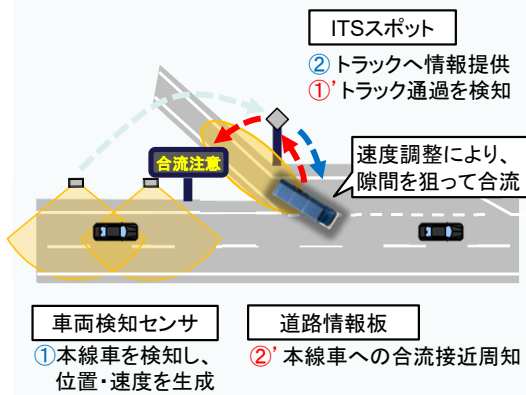 ITSスポット
② トラックへ情報提供
①’トラック通過を検知
合流注意
速度調整により、
隙間を狙って合流
車両検知センサ
①本線車を検知し、
位置・速度を生成
道路情報板
②’ 本線車への合流接近周知